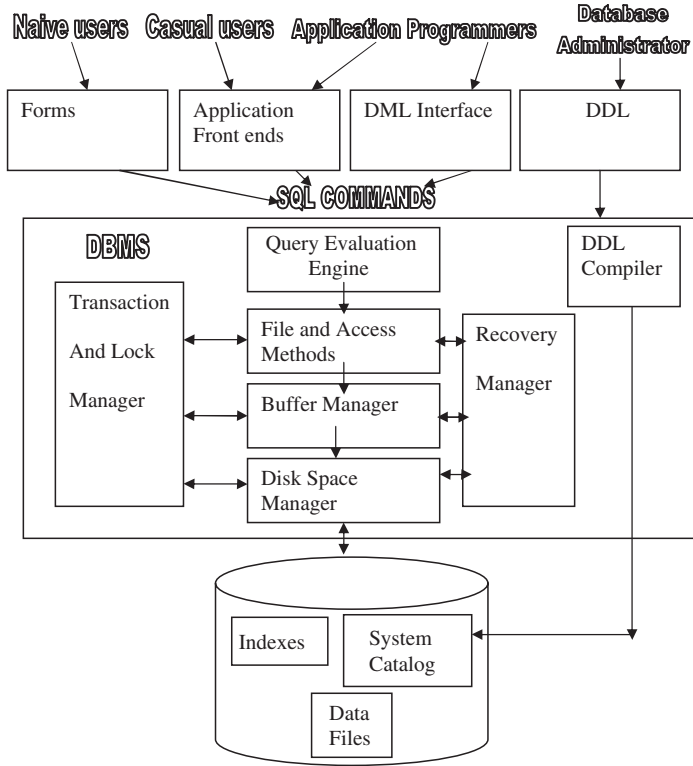 Naive users
Casual users
Application Programmers
Database
Administrator
Forms
Application
Front ends
DML Interface
DDL
SQL COMMANDS
DBMS
Query Evaluation
Engine
DDL
Compiler
Transaction
And Lock
Manager
File and Access
Methods
Recovery
Manager
Buffer Manager
Disk Space
Manager
Indexes
System
Catalog
Data
Files